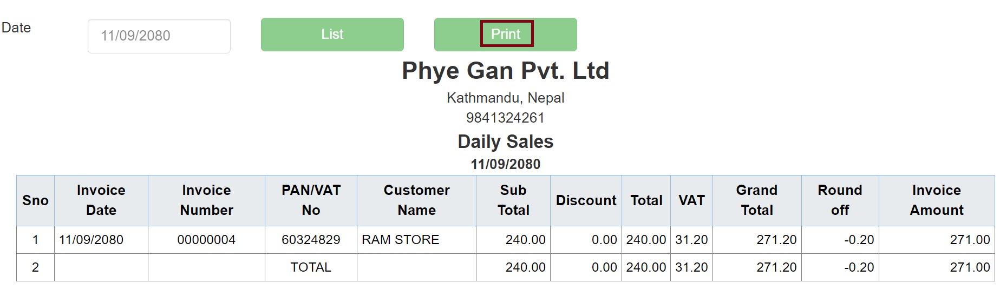 Date 11/09/2080 List Print
Phye Gan Pvt. Ltd
Kathmandu, Nepal
9841324261
Daily Sales
11/09/2080
Sno Invoice Date Invoice Number PAN/VAT No Customer Name Sub Total Discount Total VAT Grand Total Round off Invoice Amount
1 11/09/2080 00000004 60324829 RAM STORE 240.00 0.00 240.00 31.20 271.20 -0.20 271.00
2 TOTAL 240.00 0.00 240.00 31.20 271.20 -0.20 271.00